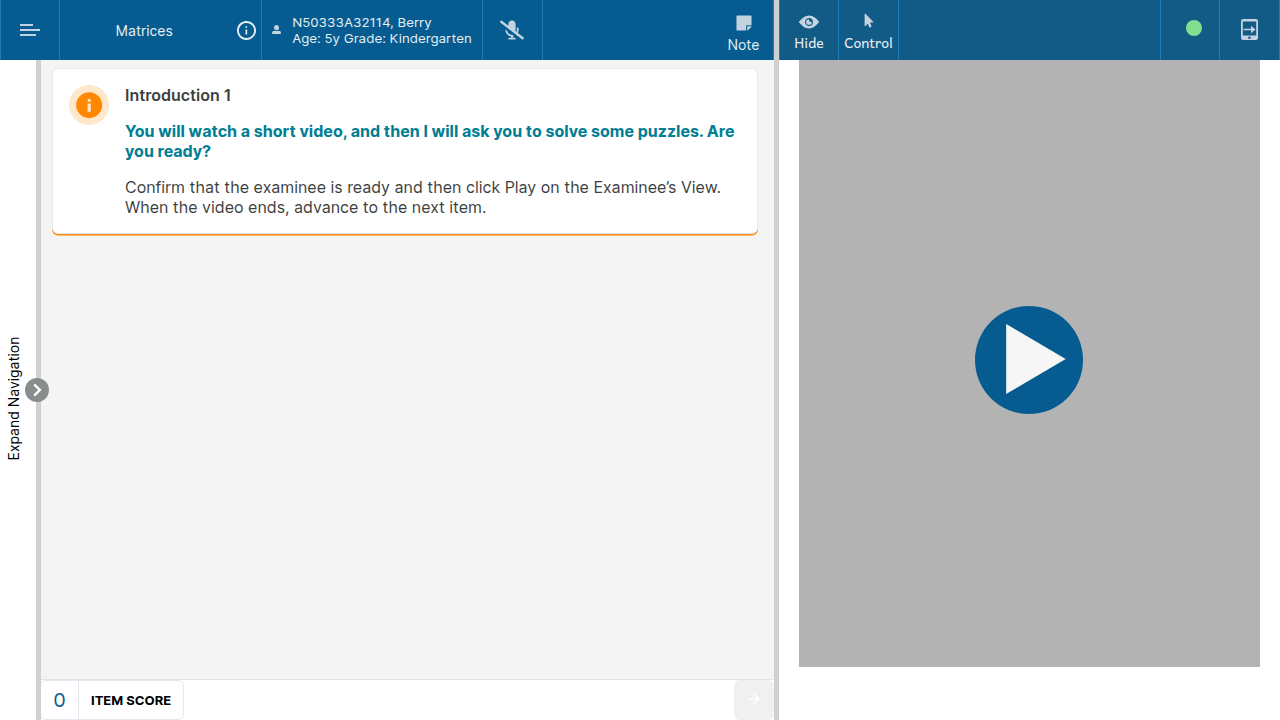 Matrices
N50333A32114, Berry
Age: 5y Grade: Kindergarten
Note
Hide
Control
Introduction 1
You will watch a short video, and then I will ask you to solve some puzzles. Are
you ready?
Confirm that the examinee is ready and then click Play on the Examinee’s View.
When the video ends, advance to the next item.
Expand Navigation
0
ITEM SCORE